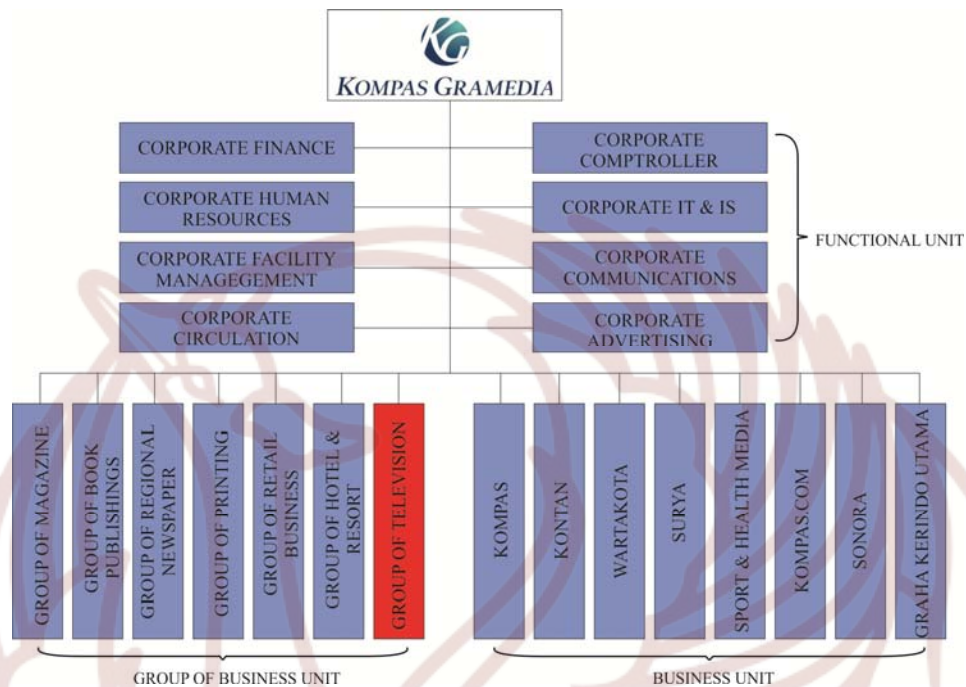 KG
KOMPAS GRAMEDIA
CORPORATE FINANCE
CORPORATE
COMPTROLLER
CORPORATE HUMAN
RESOURCES
CORPORATE IT & IS
CORPORATE FACILITY
MANAGEGEMENT
CORPORATE
COMMUNICATIONS
CORPORATE
CIRCULATION
CORPORATE
ADVERTISING
FUNCTIONAL UNIT
GROUP OF MAGAZINE
GROUP OF BOOK
PUBLISHINGS
GROUP OF REGIONAL
NEWSPAPER
GROUP OF PRINTING
GROUP OF RETAIL
BUSINESS
GROUP OF HOTEL &
RESORT
GROUP OF TELEVISION
KOMPAS
KONTAN
WARTAKOTA
SURYA
SPORT & HEALTH MEDIA
KOMPAS.COM
SONORA
GRAHA KERINDO UTAMA
GROUP OF BUSINESS UNIT
BUSINESS UNIT